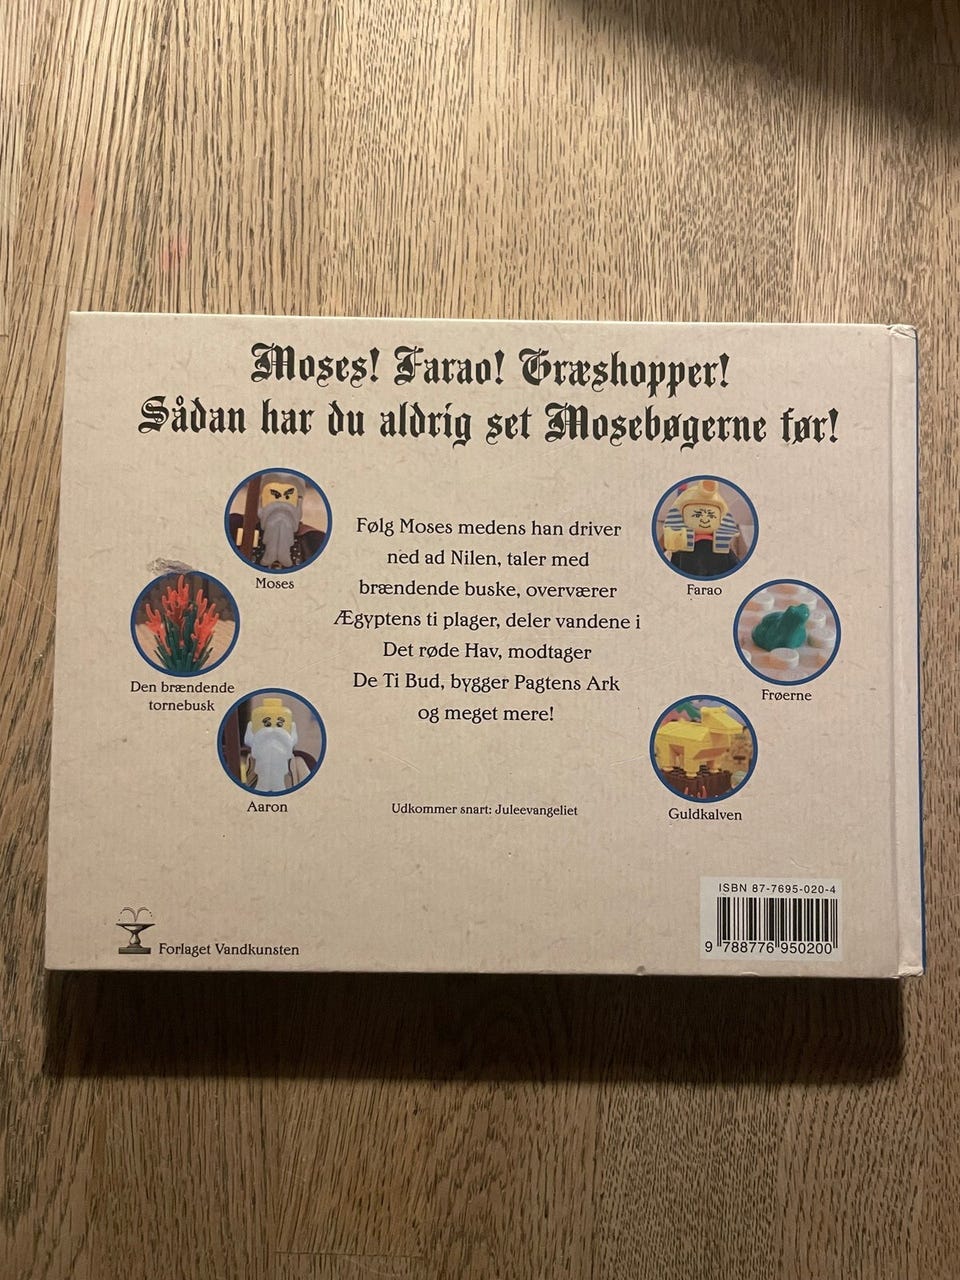 Moses! Farao! Græshopper!
Sådan har du aldrig set Mosebøgerne før!
Følg Moses medens han driver
ned ad Nilen, taler med
brændende buske, overværer
Ægyptens ti plager, deler vandene i
Det røde Hav, modtager
De Ti Bud, bygger Pagtens Ark
og meget mere!
Moses
Den brændende
tornebusk
Aaron
Farao
Frøerne
Guldkalven
Udkommer snart: Juleevangeliet
Forlaget Vandkunsten
ISBN 87-7695-020-4
9 788776 950200